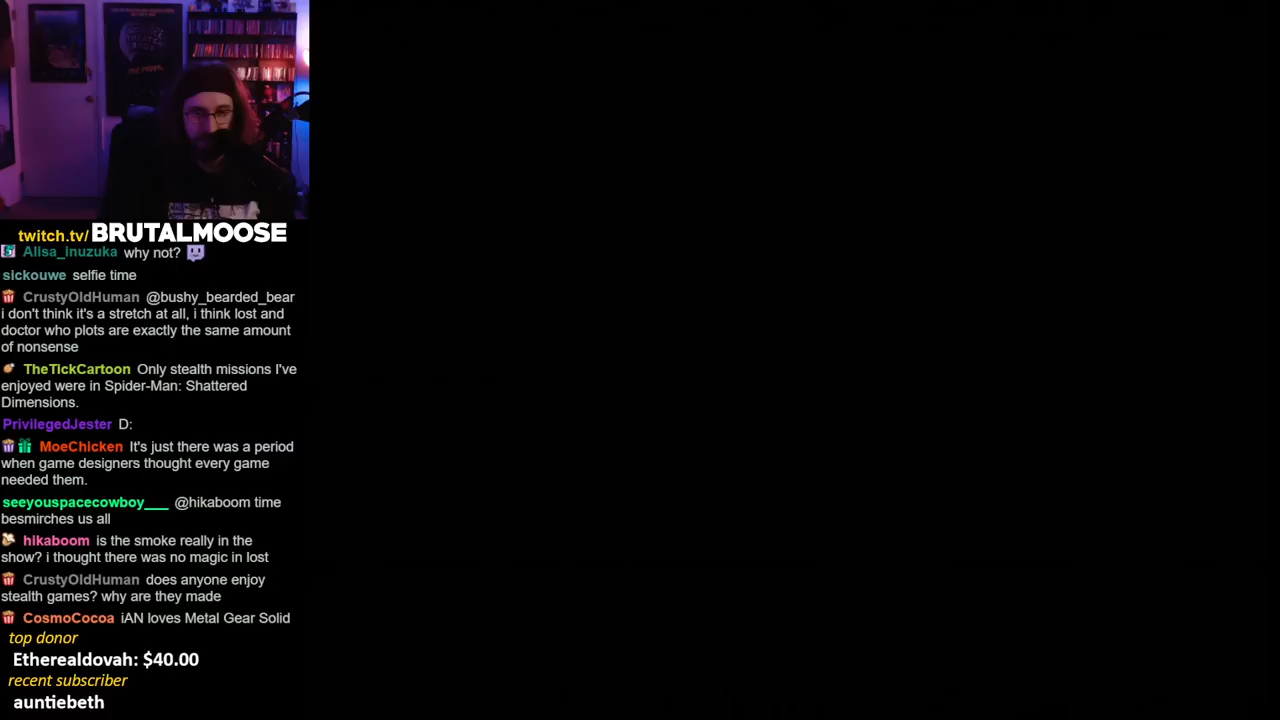 twitch.tv/BRUTALMOOSE
Alisa_inuzuka why not?
sickouwe selfie time
CrustyOldHuman @bushy_bearded_bear
i don't think it's a stretch at all, i think lost and
doctor who plots are exactly the same amount
of nonsense
TheTickCartoon Only stealth missions I've
enjoyed were in Spider-Man: Shattered
Dimensions.
PrivilegedJester D:
MoeChicken It's just there was a period
when game designers thought every game
needed them.
seeyouspacecowboy___ @hikaboom time
besmirches us all
hikaboom is the smoke really in the
show? i thought there was no magic in lost
CrustyOldHuman does anyone enjoy
stealth games? why are they made
CosmoCocoa iAN loves Metal Gear Solid
top donor
Etherealdovah: $40.00
recent subscriber
auntiebeth